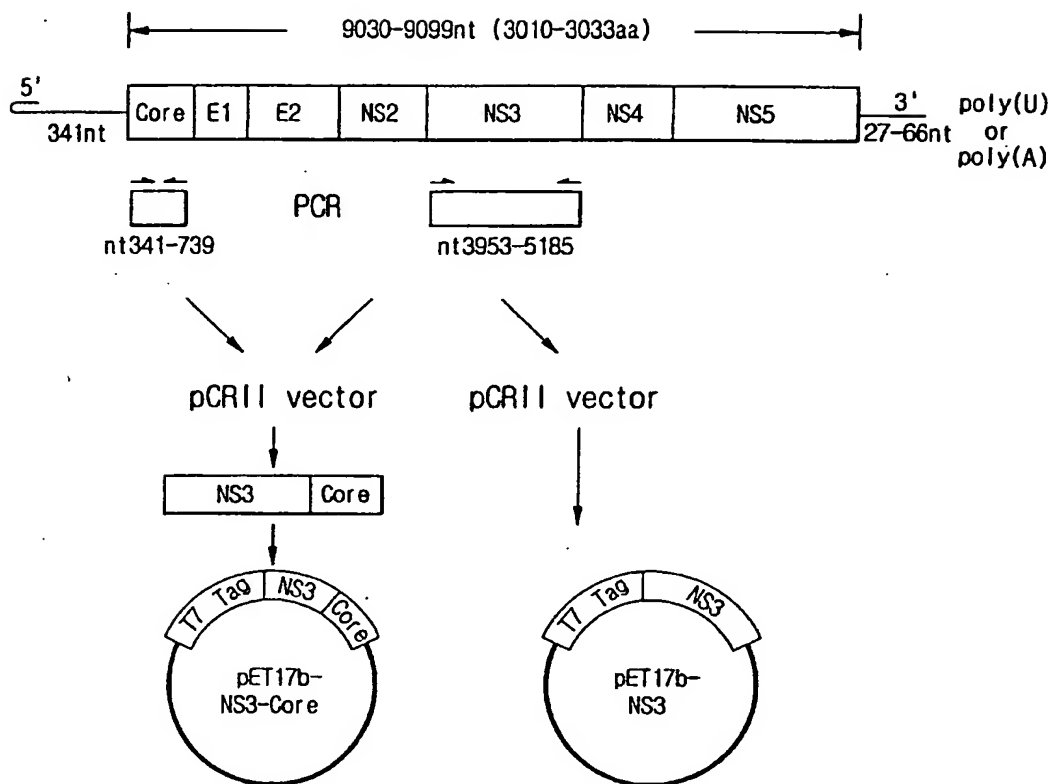 9030-9099nt (3010-3033aa)
5'
341nt
Core E1 E2 NS2 NS3 NS4 NS5
3'
27-66nt
poly(U)
or
poly(A)
PCR
nt341-739
nt3953-5185
pCRII vector
pCRII vector
NS3 Core
T7 Tag NS3 Core
pET17b-
NS3-Core
T7 Tag NS3
pET17b-
NS3